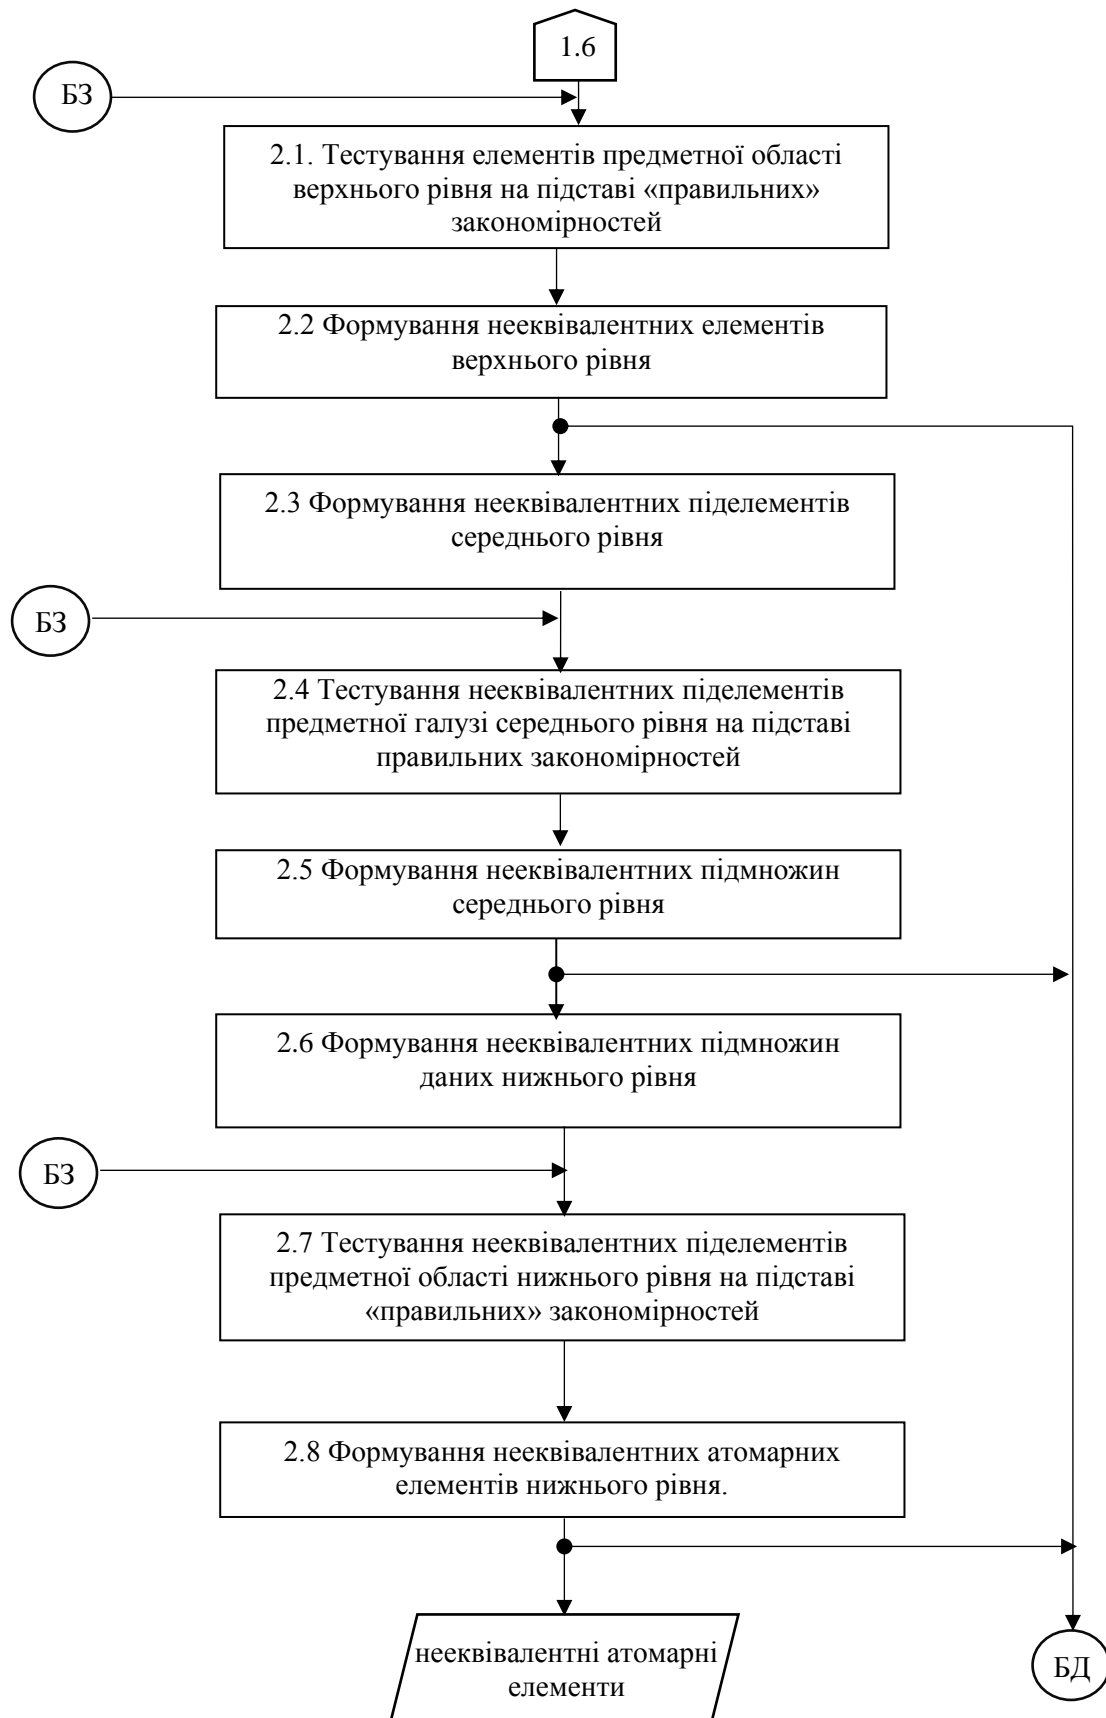 1.6
БЗ
2.1. Тестування елементів предметної області
верхнього рівня на підставі «правильних»
закономірностей
2.2 Формування нееквівалентних елементів
верхнього рівня
2.3 Формування нееквівалентних піделементів
середнього рівня
БЗ
2.4 Тестування нееквівалентних піделементів
предметної галузі середнього рівня на підставі
правильних закономірностей
2.5 Формування нееквівалентних підмножин
середнього рівня
2.6 Формування нееквівалентних підмножин
даних нижнього рівня
БЗ
2.7 Тестування нееквівалентних піделементів
предметної області нижнього рівня на підставі
«правильних» закономірностей
2.8 Формування нееквівалентних атомарних
елементів нижнього рівня.
нееквівалентні атомарні
елементи
БД